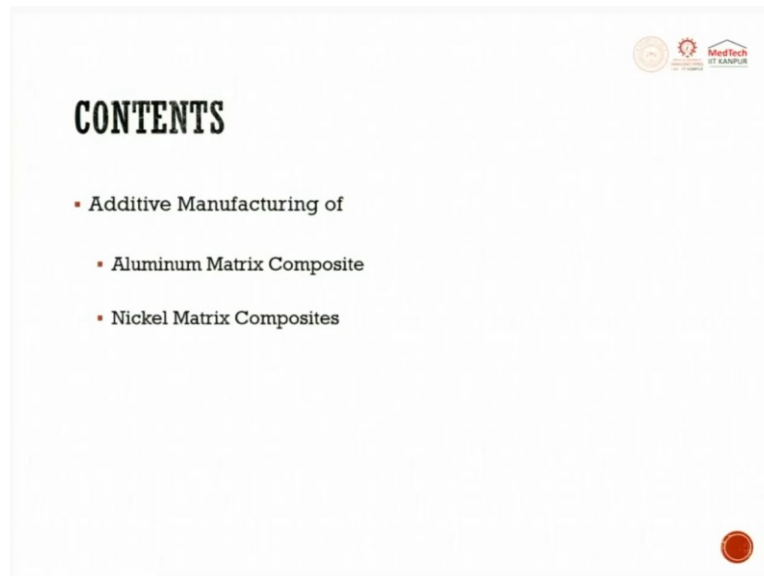 MedTech
IIT KANPUR
CONTENTS
Additive Manufacturing of
Aluminum Matrix Composite
Nickel Matrix Composites